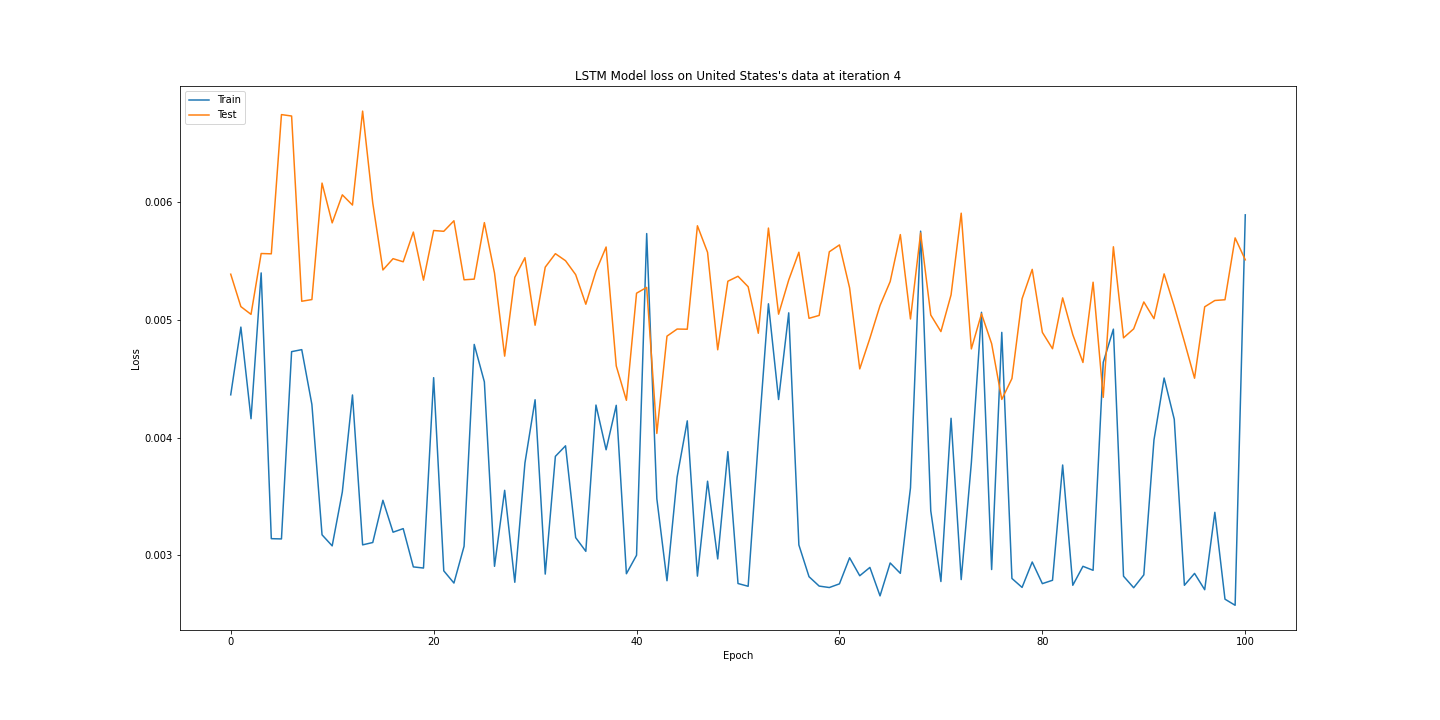 LSTM Model loss on United States's data at iteration 4
Train
Test
0.006
0.005
0.004
0.003
Loss
0 20 40 60 80 100
Epoch